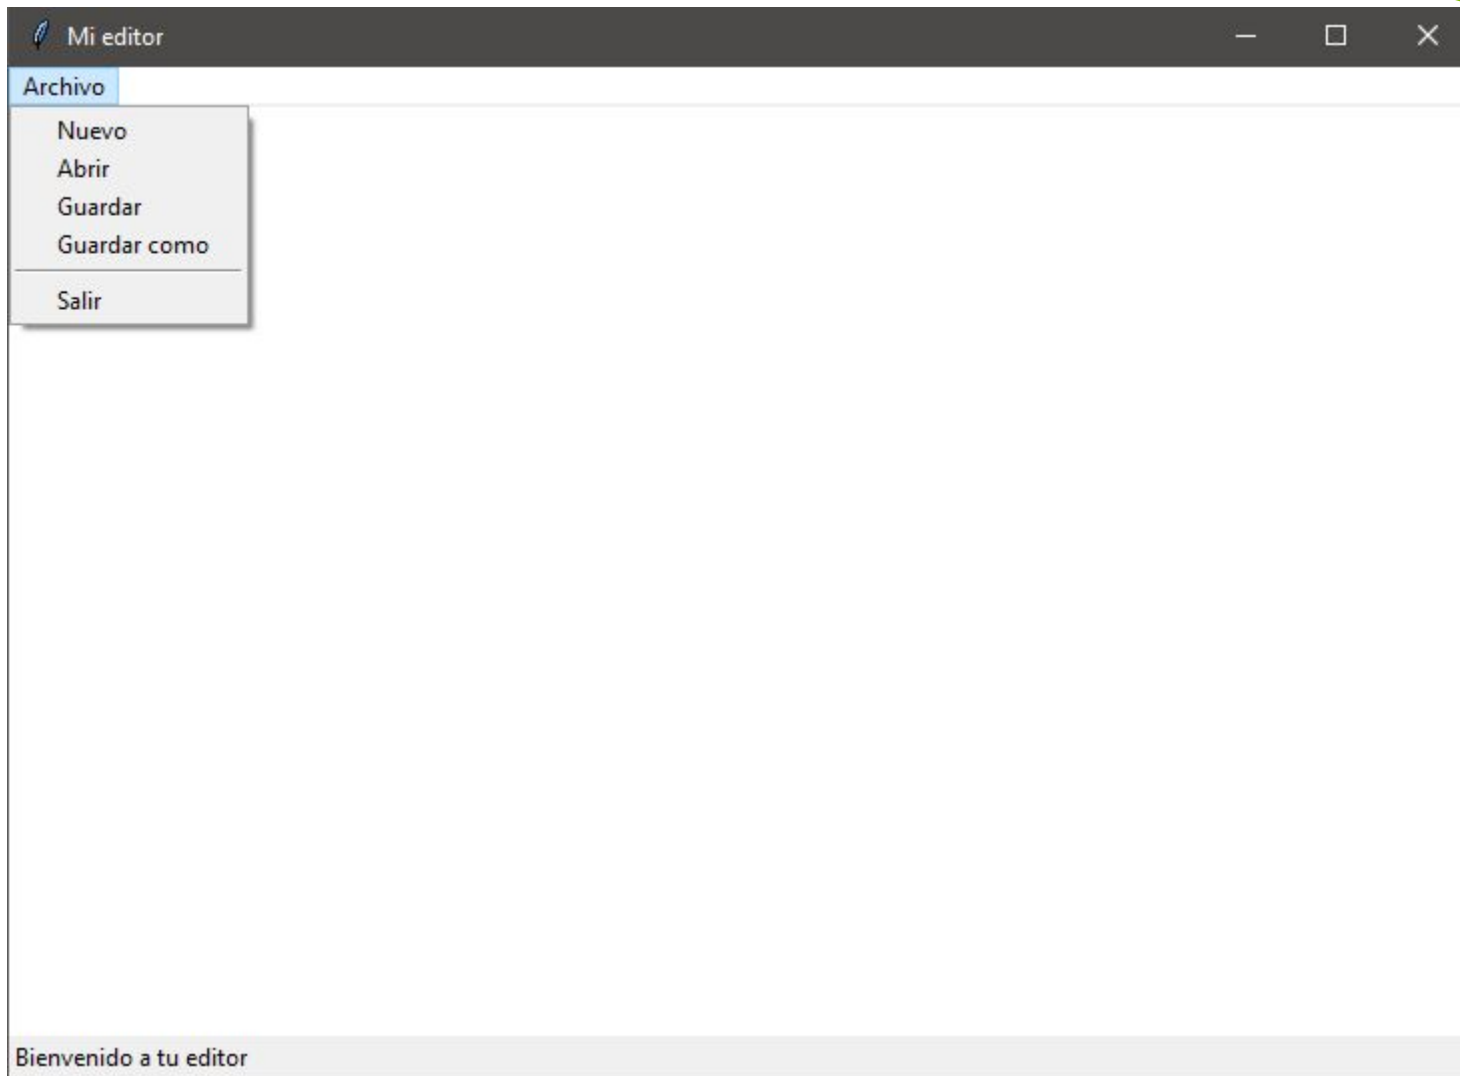 Mi editor
Archivo
Nuevo
Abrir
Guardar
Guardar como
Salir
Bienvenido a tu editor